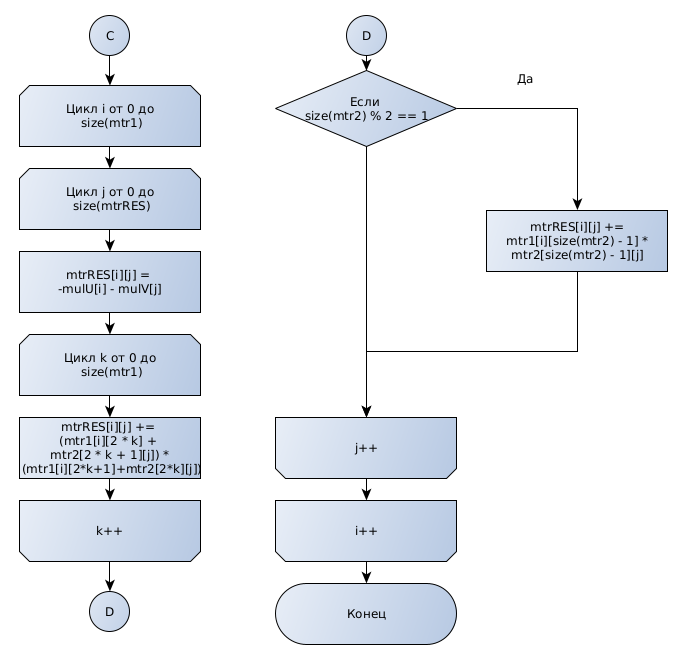 C
Цикл i от 0 до
size(mtr1)
Цикл j от 0 до
size(mtrRES)
mtrRES[i][j] =
-mulU[i] - mulV[j]
Цикл k от 0 до
size(mtr1)
mtrRES[i][j] +=
(mtr1[i][2 * k] +
mtr2[2 * k + 1][j]) *
(mtr1[i][2*k+1]+mtr2[2*k][j])
k++
D
D
Если
size(mtr2) % 2 == 1
Да
mtrRES[i][j] +=
mtr1[i][size(mtr2) - 1] *
mtr2[size(mtr2) - 1][j]
j++
i++
Конец